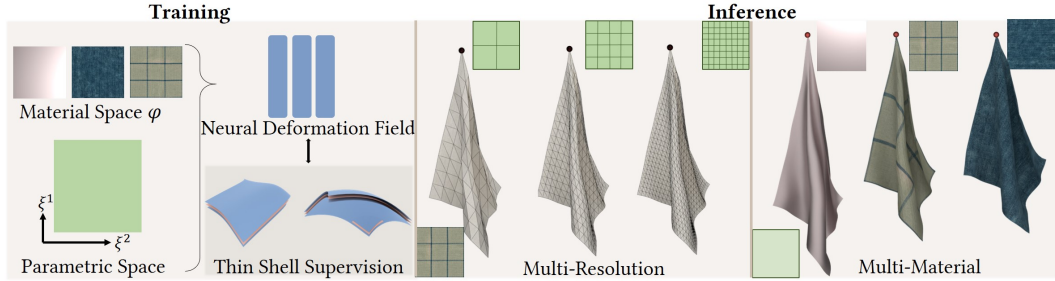 Training
Material Space φ
Neural Deformation Field
ξ¹
ξ²
Parametric Space
Thin Shell Supervision
Inference
Multi-Resolution
Multi-Material